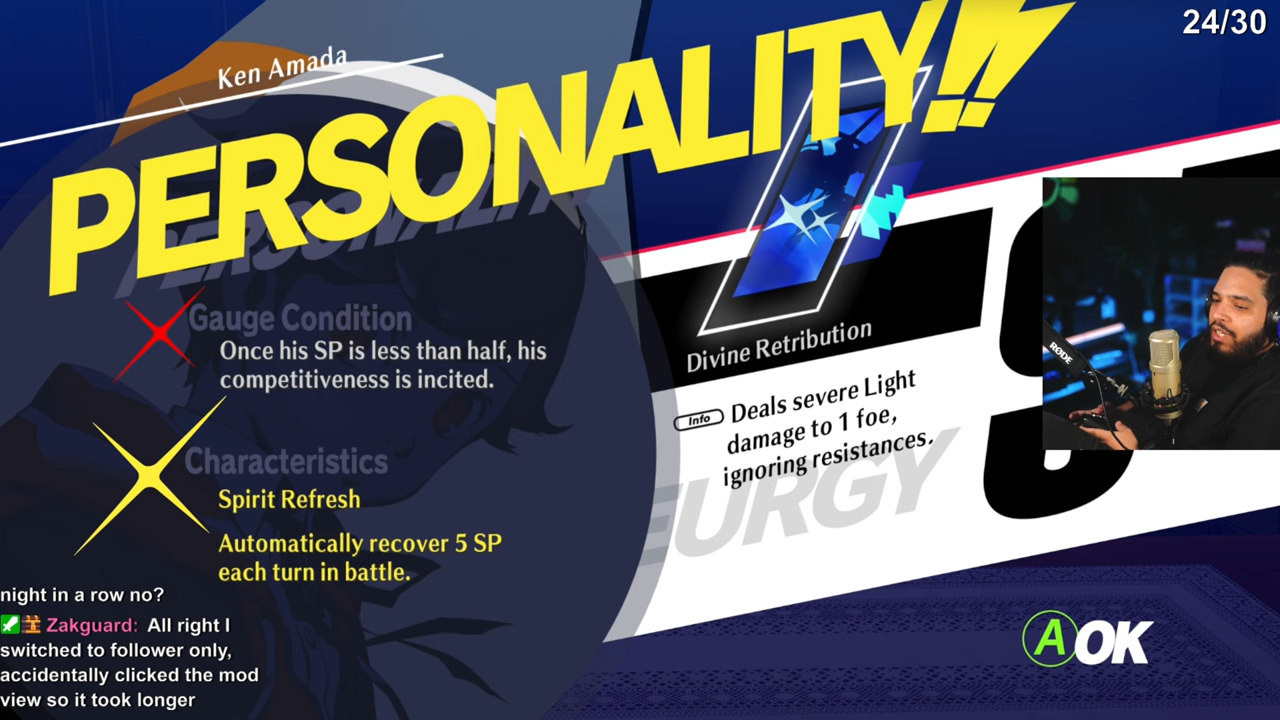 24/30
Ken Amada
PERSONALITY!!
Gauge Condition
Once his SP is less than half, his
competitiveness is incited.
Characteristics
Spirit Refresh
Automatically recover 5 SP
each turn in battle.
Divine Retribution
Info Deals severe Light
damage to 1 foe,
ignoring resistances.
EURGY
RØDE
night in a row no?
Zakguard: All right I
switched to follower only,
accidentally clicked the mod
view so it took longer
A OK